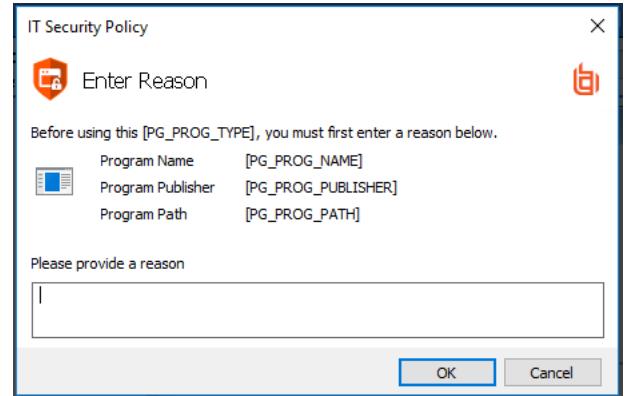 IT Security Policy
Enter Reason
Before using this [PG_PROG_TYPE], you must first enter a reason below.
Program Name [PG_PROG_NAME]
Program Publisher [PG_PROG_PUBLISHER]
Program Path [PG_PROG_PATH]
Please provide a reason
OK Cancel